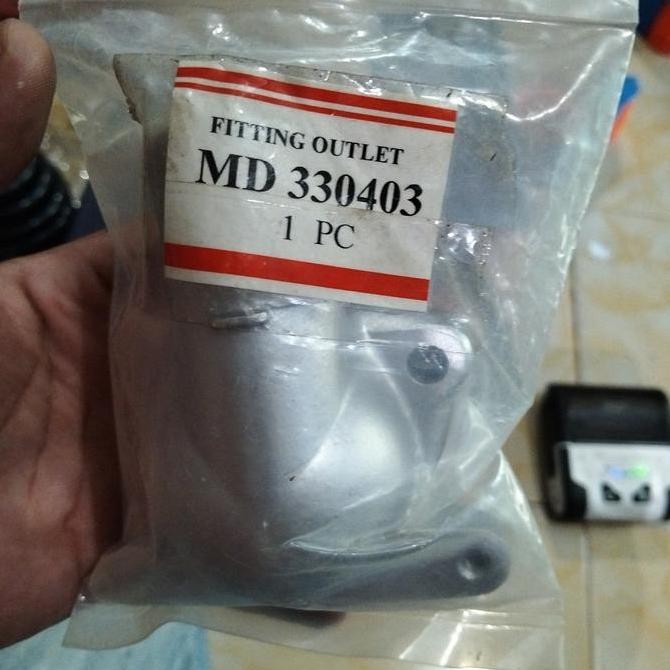 FITTING OUTLET
MD 330403
1 PC